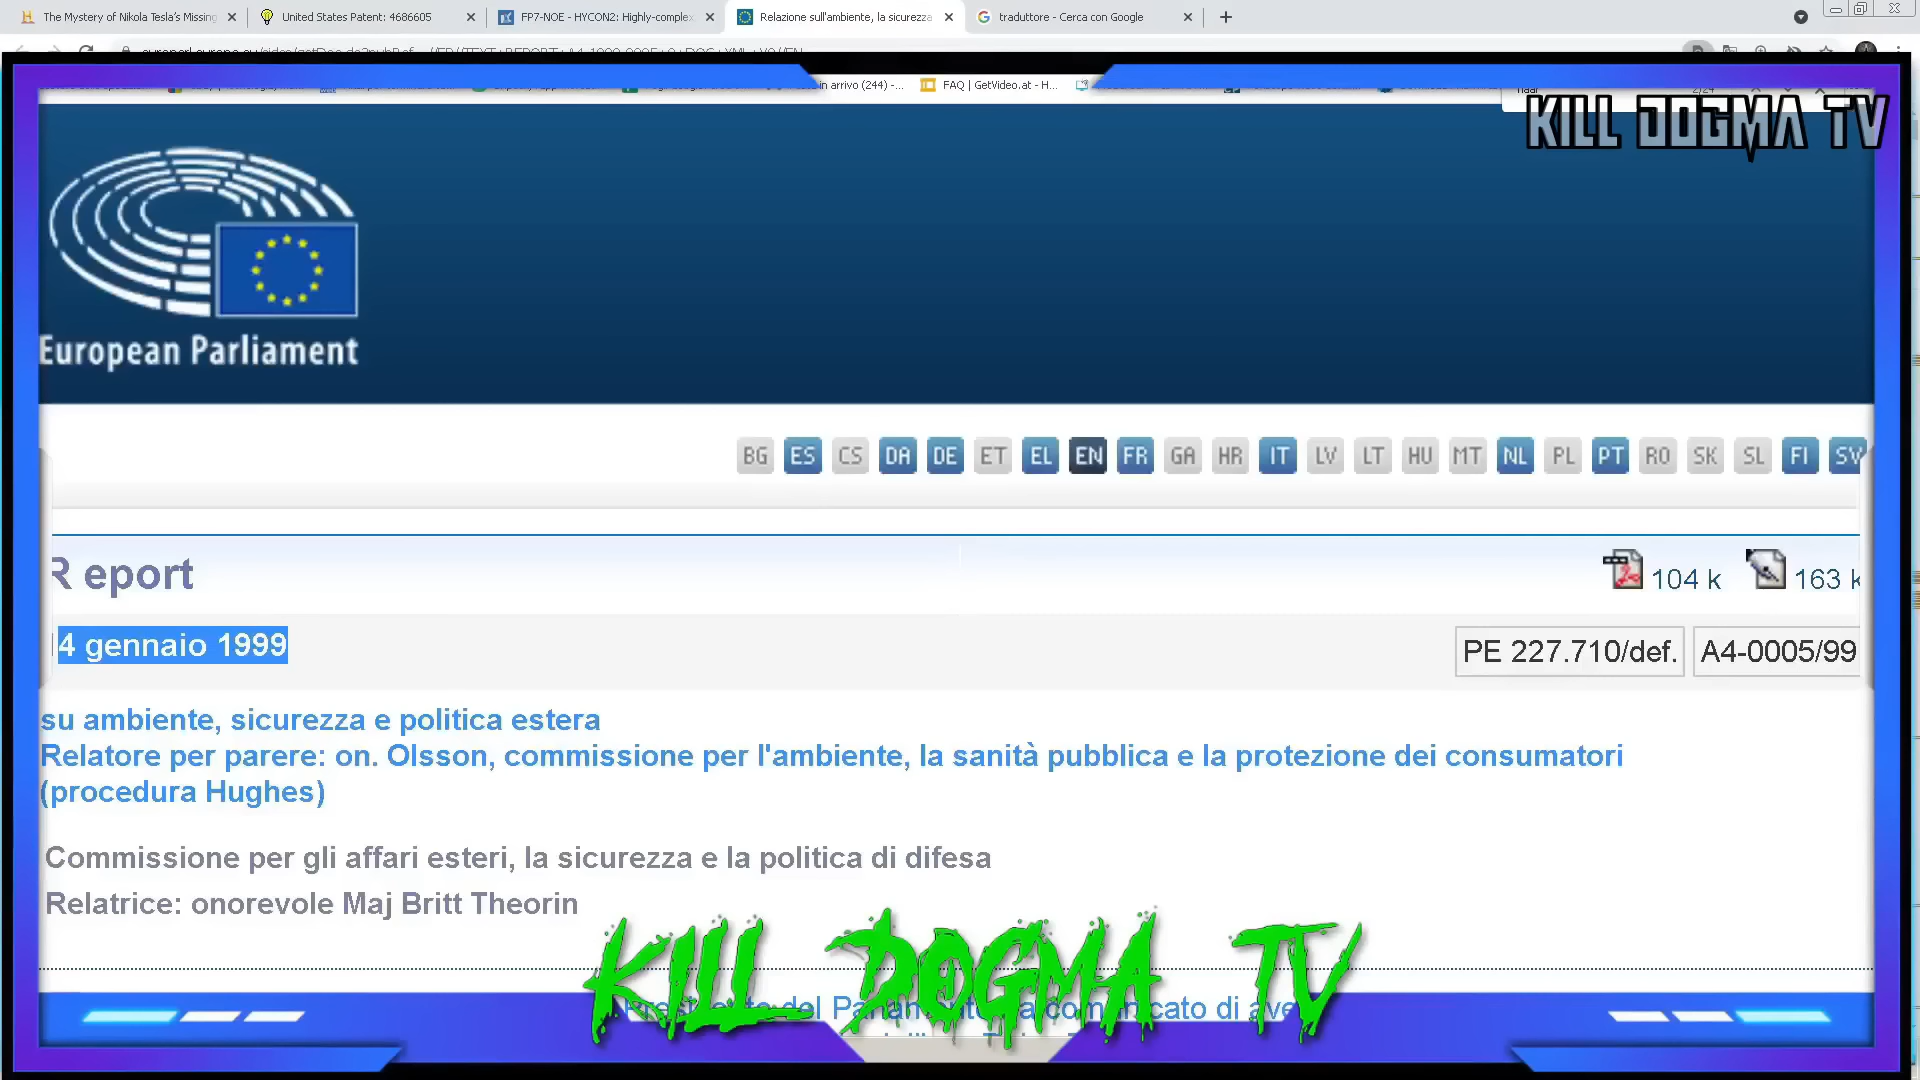 The Mystery of Nikola Tesla's Missing
United States Patent: 4686605
FP7-NOE - HYCON2: Highly-complex
Relazione sull'ambiente, la sicurezza
traduttore - Cerca con Google
in arrivo (244) -...
FAQ | GetVideo.at - H...
KILL DOGMA TV
European Parliament
BG ES CS DA DE ET EL EN FR GA HR IT LV LT HU MT NL PL PT RO SK SL FI SV
R eport
104 k
163 k
4 gennaio 1999
PE 227.710/def.
A4-0005/99
su ambiente, sicurezza e politica estera
Relatore per parere: on. Olsson, commissione per l'ambiente, la sanità pubblica e la protezione dei consumatori
(procedura Hughes)
Commissione per gli affari esteri, la sicurezza e la politica di difesa
Relatrice: onorevole Maj Britt Theorin
KILL DOGMA TV
del
di